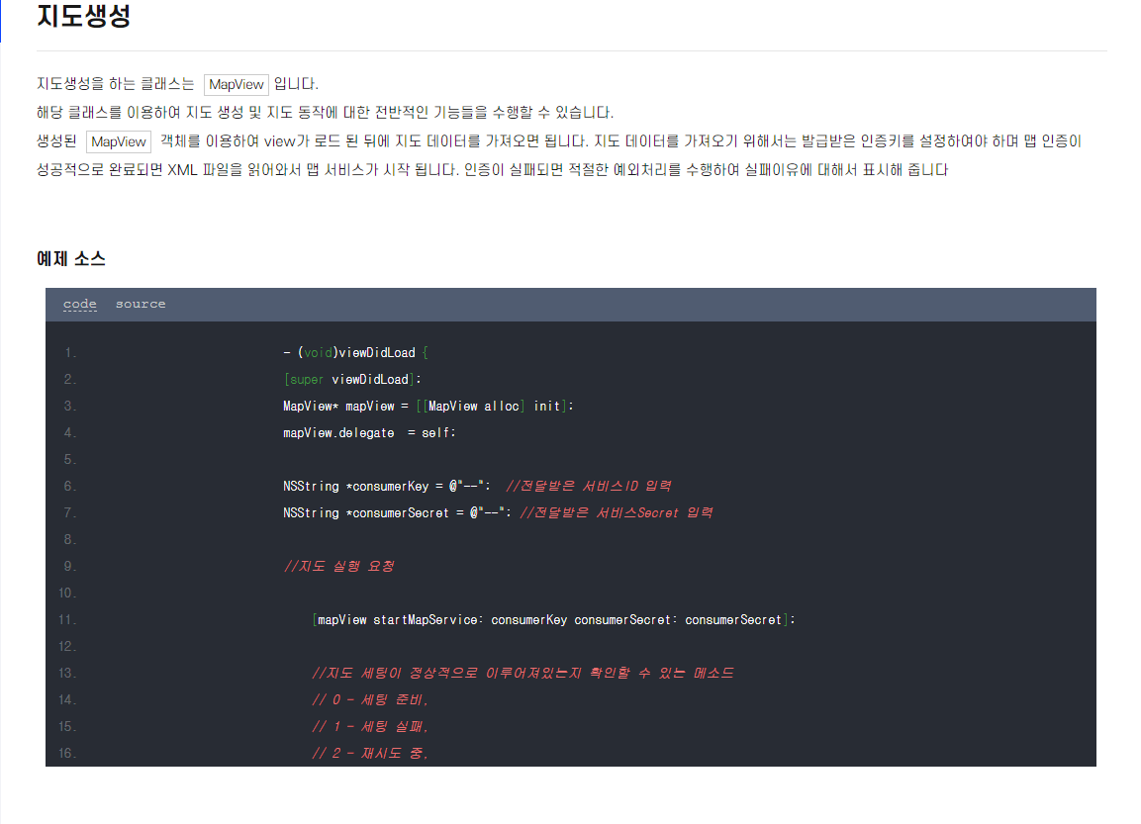 지도생성
지도생성을 하는 클래스는 MapView 입니다.
해당 클래스를 이용하여 지도 생성 및 지도 동작에 대한 전반적인 기능들을 수행할 수 있습니다.
생성된 MapView 객체를 이용하여 view가 로드 된 뒤에 지도 데이터를 가져오면 됩니다. 지도 데이터를 가져오기 위해서는 발급받은 인증키를 설정하여야 하며 맵 인증이
성공적으로 완료되면 XML 파일을 읽어와서 맵 서비스가 시작 됩니다. 인증이 실패되면 적절한 예외처리를 수행하여 실패이유에 대해서 표시해 줍니다
예제 소스
code source
1. - (void)viewDidLoad {
2. [super viewDidLoad];
3. MapView* mapView = [[MapView alloc] init];
4. mapView.delegate = self;
5.
6. NSString *consumerKey = @"--"; //전달받은 서비스ID 입력
7. NSString *consumerSecret = @"--"; //전달받은 서비스Secret 입력
8.
9. //지도 실행 요청
10.
11. [mapView startMapService: consumerKey consumerSecret: consumerSecret];
12.
13. //지도 세팅이 정상적으로 이루어져있는지 확인할 수 있는 메소드
14. // 0 - 세팅 준비,
15. // 1 - 세팅 실패,
16. // 2 - 재시도 중,